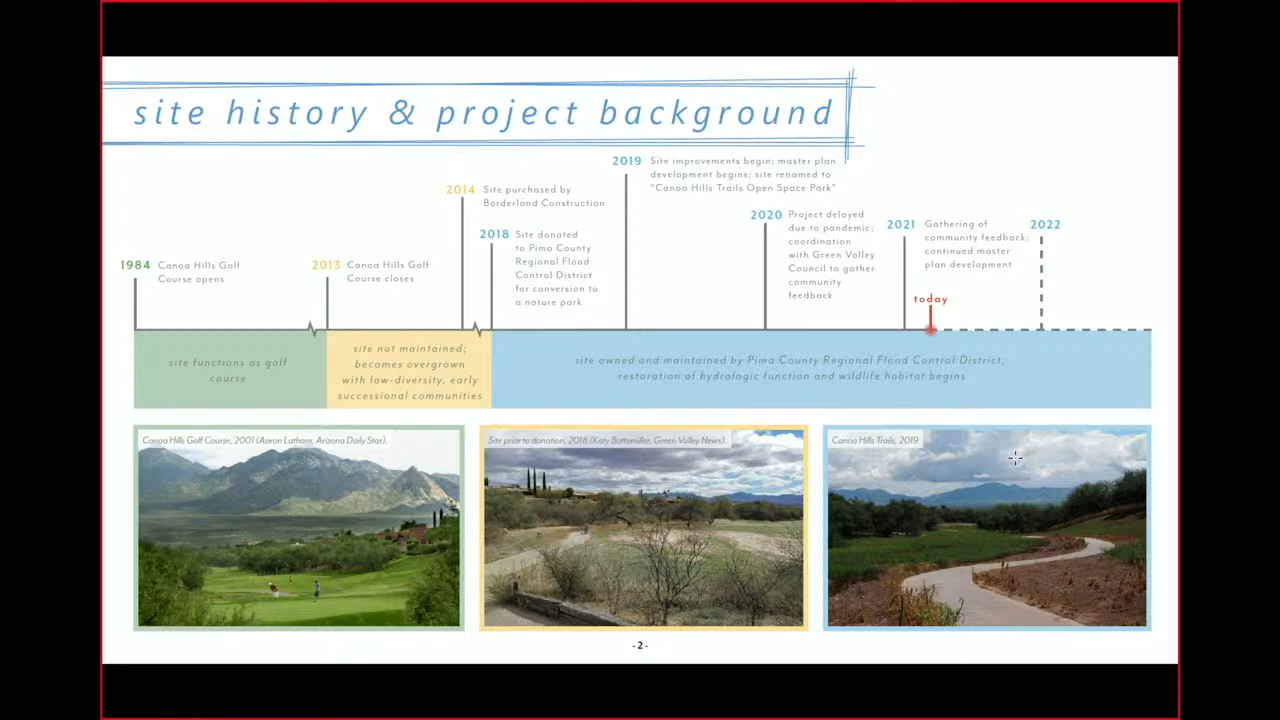 site history & project background
2019 Site improvements begin; master plan
development begins; site renamed to
"Canoa Hills Trails Open Space Park"
2014 Site purchased by
Borderland Construction
2018 Site donated
to Pima County
Regional Flood
Control District
for conversion to
a nature park
2020 Project delayed
due to pandemic;
coordination
with Green Valley
Council to gather
community
feedback
2021 Gathering of
community feedback;
continued master
plan development
2022
1984 Canoa Hills Golf
Course opens
2013 Canoa Hills Golf
Course closes
today
site functions as golf
course
site not maintained;
becomes overgrown
with low-diversity, early
successional communities
site owned and maintained by Pima County Regional Flood Control District;
restoration of hydrologic function and wildlife habitat begins
Canoa Hills Golf Course, 2001 (Aaron Latham, Arizona Daily Star).
Site prior to donation, 2018 (Katy Bottemiller, Green Valley News).
Canoa Hills Trails, 2019
-2-